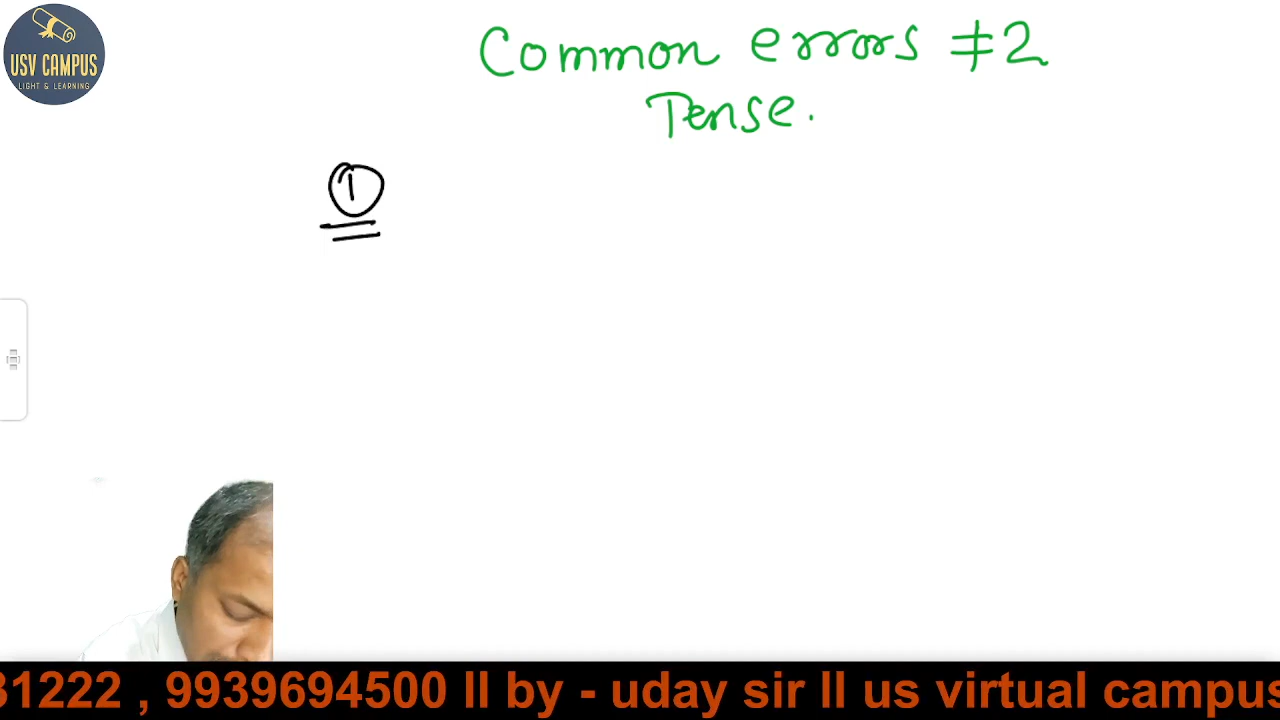 USV CAMPUS
LIGHT & LEARNING
Common errors #2
Tense.
1
31222 , 9939694500 ll by - uday sir ll us virtual campus